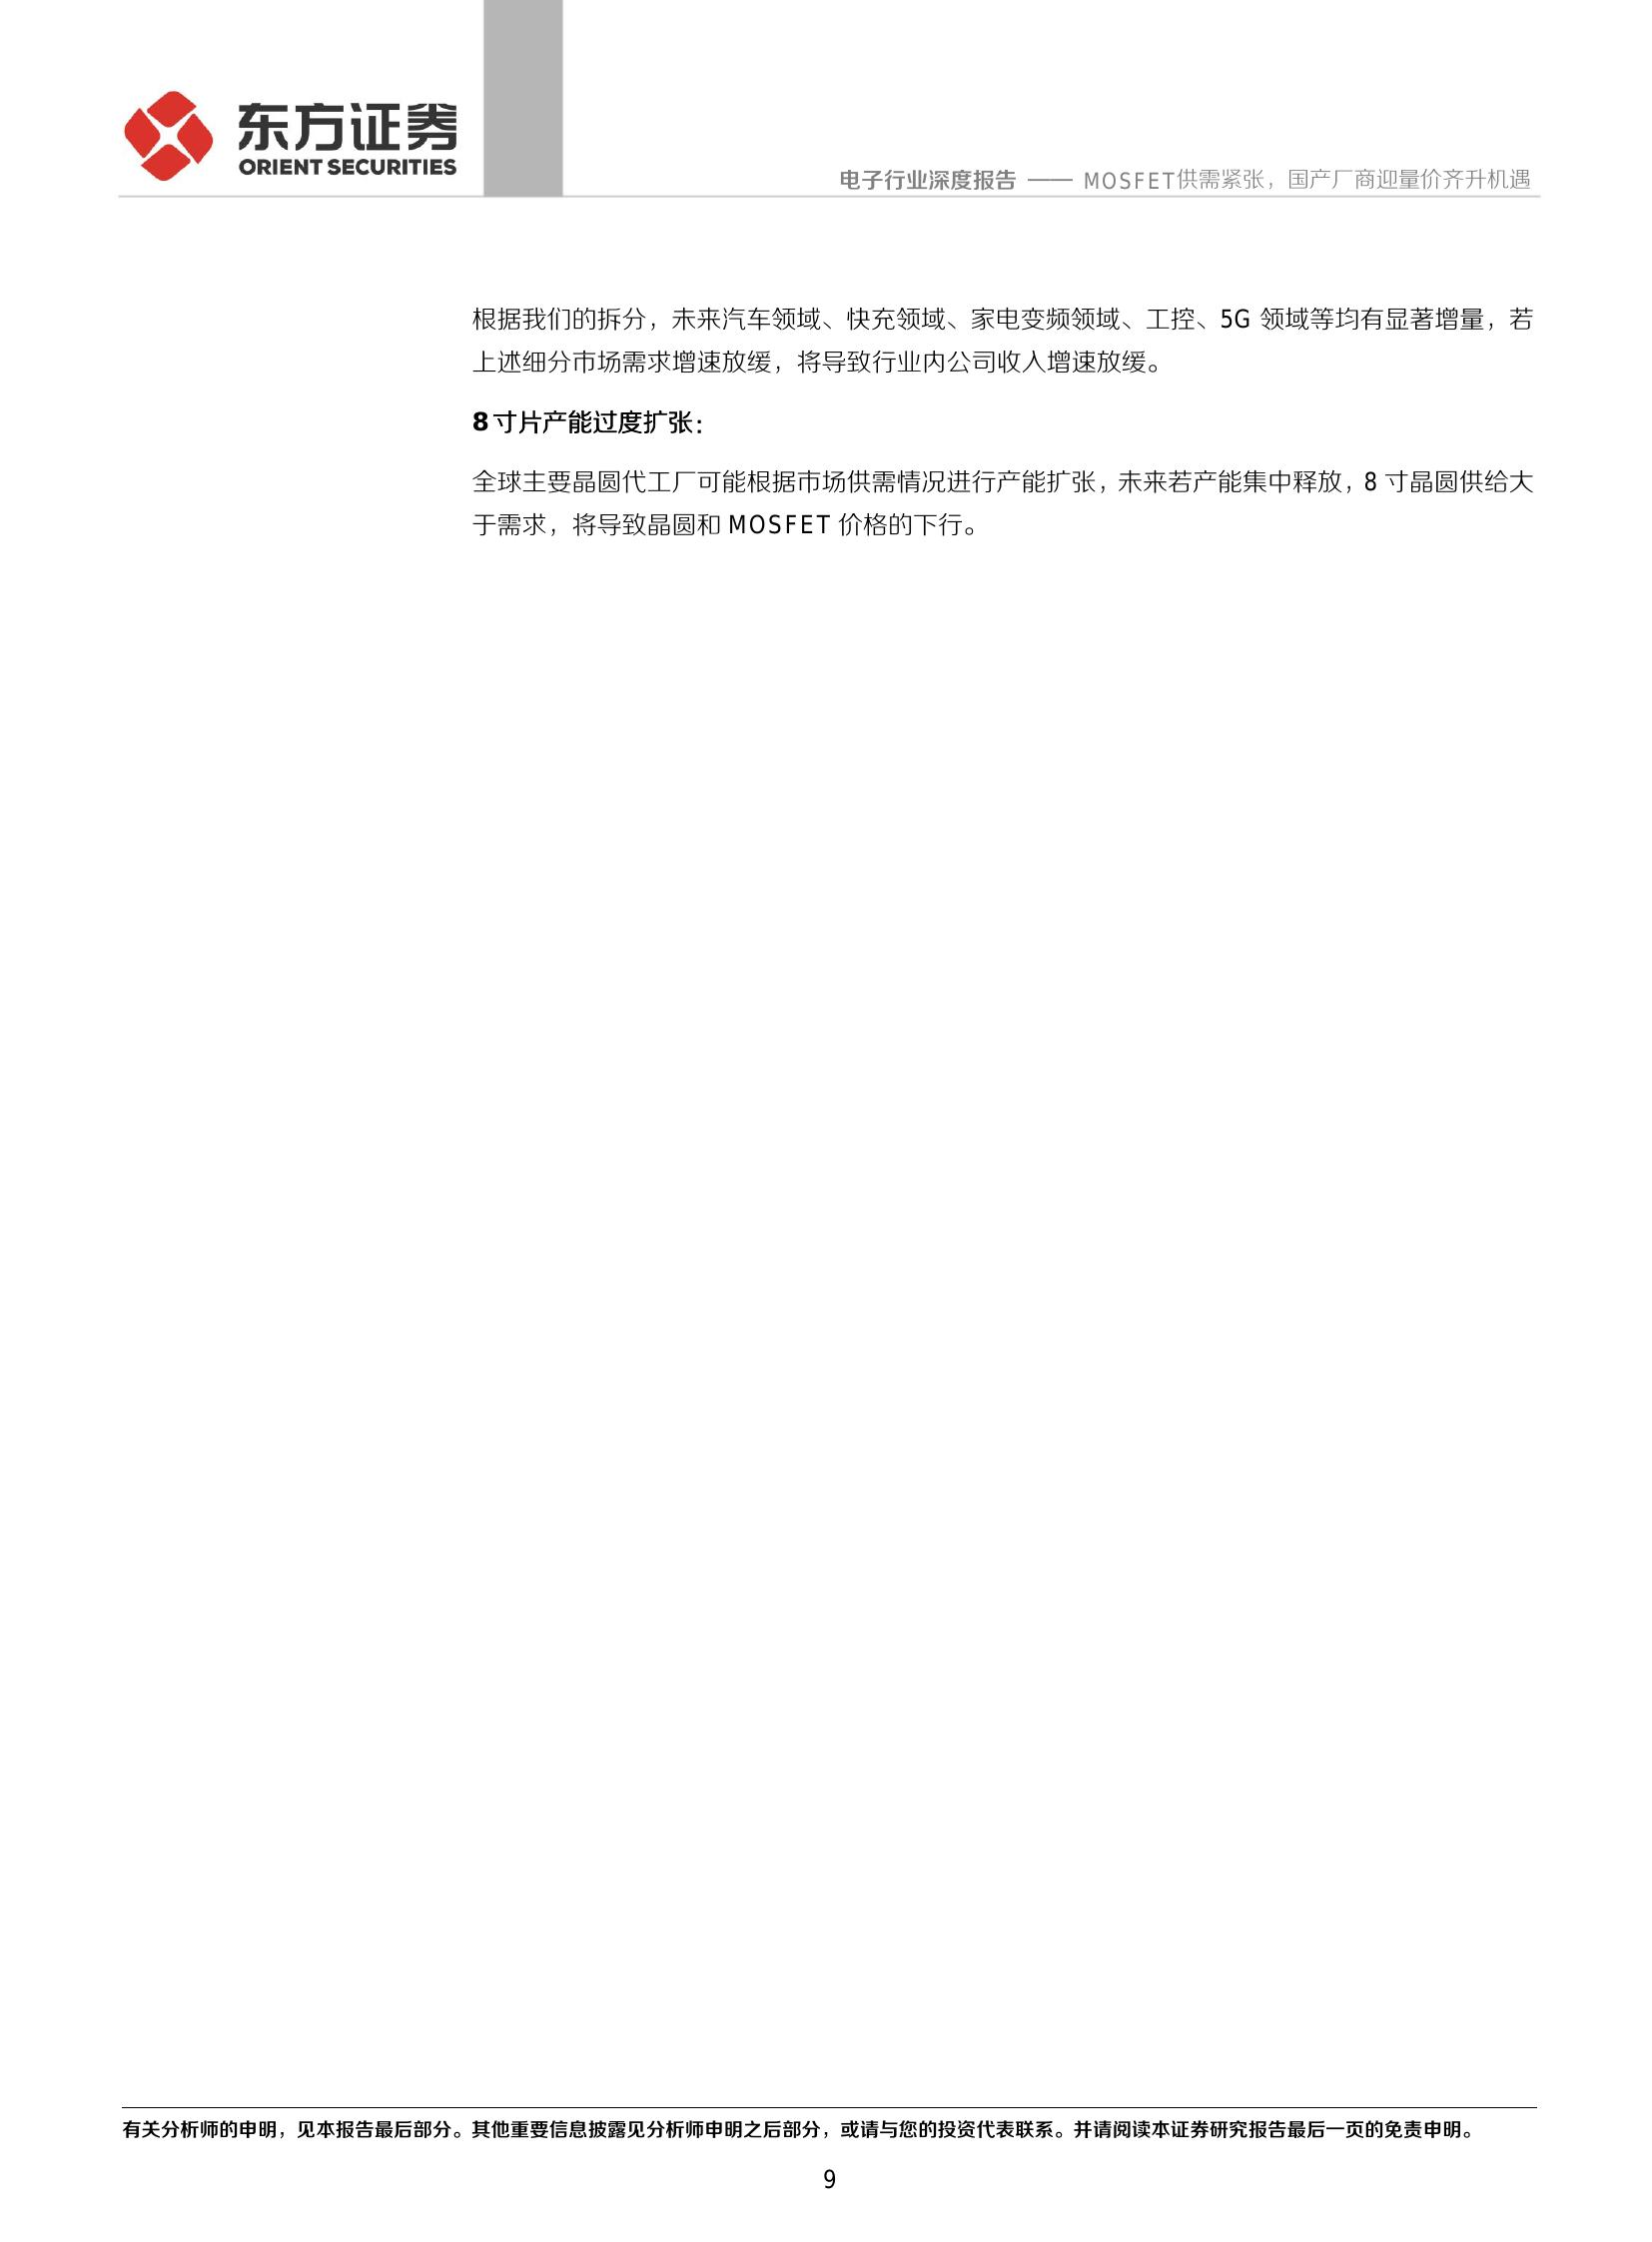 东方证券
ORIENT SECURITIES
电子行业深度报告 —— MOSFET供需紧张，国产厂商迎量价齐升机遇
根据我们的拆分，未来汽车领域、快充领域、家电变频领域、工控、5G 领域等均有显著增量，若
上述细分市场需求增速放缓，将导致行业内公司收入增速放缓。
8 寸片产能过度扩张：
全球主要晶圆代工厂可能根据市场供需情况进行产能扩张，未来若产能集中释放，8 寸晶圆供给大
于需求，将导致晶圆和 MOSFET 价格的下行。
有关分析师的申明，见本报告最后部分。其他重要信息披露见分析师申明之后部分，或请与您的投资代表联系。并请阅读本证券研究报告最后一页的免责申明。
9